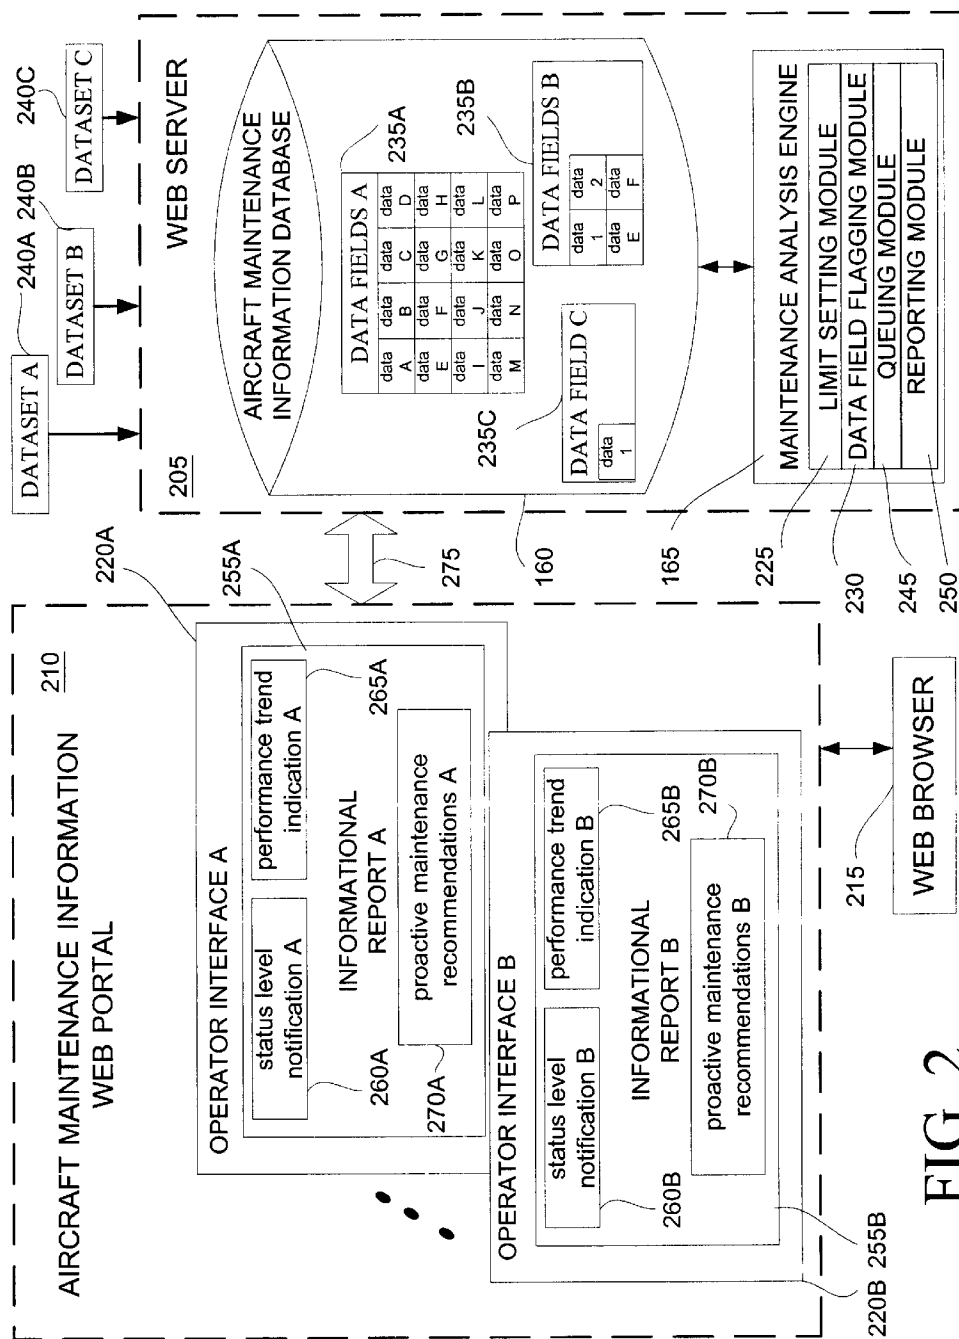 AIRCRAFT MAINTENANCE INFORMATION
WEB PORTAL
210
OPERATOR INTERFACE A
220A
255A
status level
notification A
260A
performance trend
indication A
265A
INFORMATIONAL
REPORT A
proactive maintenance
recommendations A
270A
OPERATOR INTERFACE B
220B
255B
status level
notification B
260B
performance trend
indication B
265B
INFORMATIONAL
REPORT B
proactive maintenance
recommendations B
270B
WEB BROWSER
215
275
DATASET A
240A
DATASET B
240B
DATASET C
240C
205
WEB SERVER
AIRCRAFT MAINTENANCE
INFORMATION DATABASE
160
DATA FIELDS A
235A
data A data B data C data D
data E data F data G data H
data I data J data K data L
data M data N data O data P
DATA FIELD C
235C
data 1
DATA FIELDS B
235B
data 1 data 2
data E data F
MAINTENANCE ANALYSIS ENGINE
165
LIMIT SETTING MODULE
225
DATA FIELD FLAGGING MODULE
230
QUEUING MODULE
245
REPORTING MODULE
250
FIG. 2